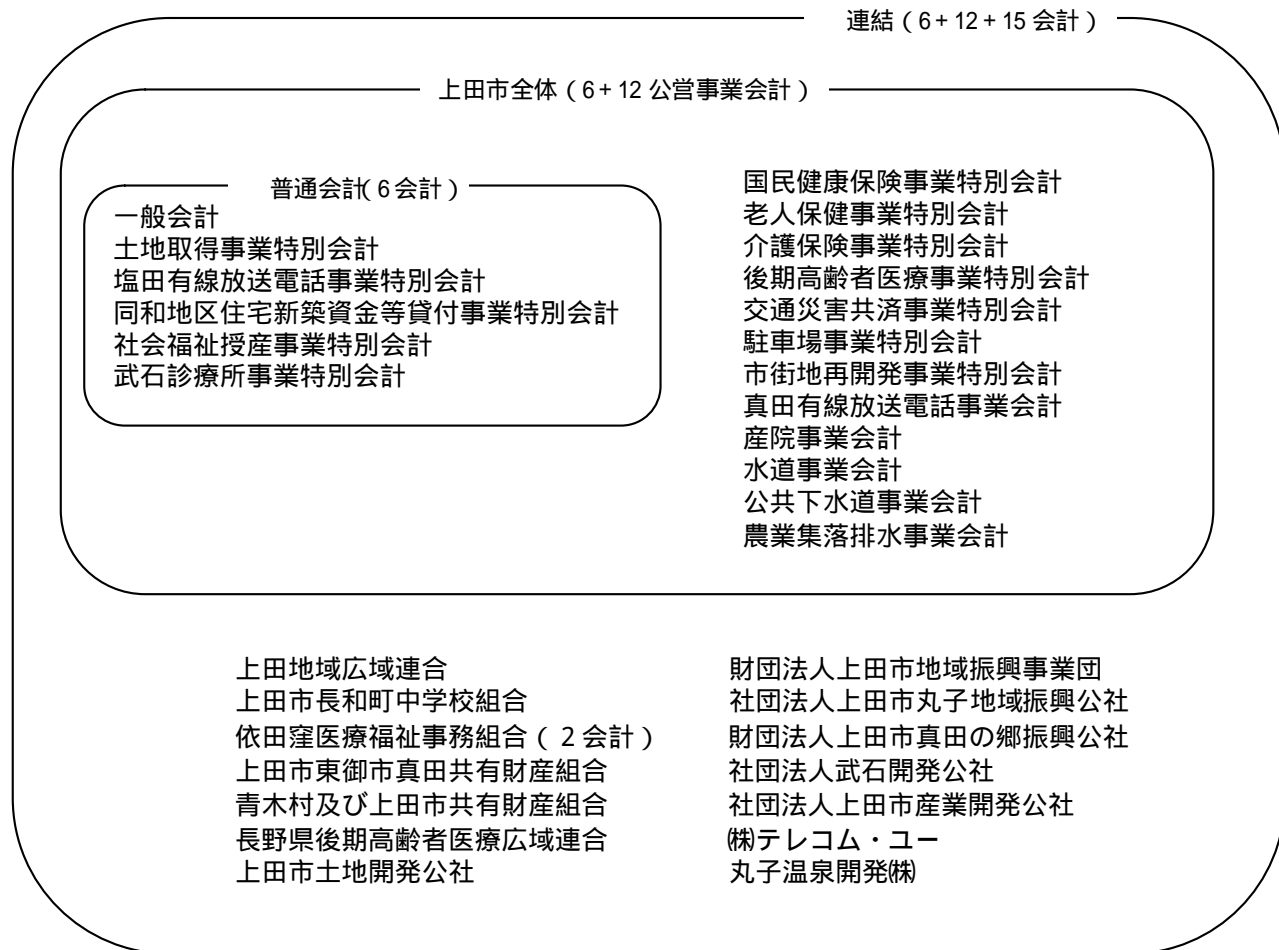 連結（6+12+15会計）
上田市全体（6+12公営事業会計）
普通会計（6会計）
一般会計
土地取得事業特別会計
塩田有線放送電話事業特別会計
同和地区住宅新築資金等貸付事業特別会計
社会福祉授産事業特別会計
武石診療所事業特別会計
国民健康保険事業特別会計
老人保健事業特別会計
介護保険事業特別会計
後期高齢者医療事業特別会計
交通災害共済事業特別会計
駐車場事業特別会計
市街地再開発事業特別会計
真田有線放送電話事業会計
産院事業会計
水道事業会計
公共下水道事業会計
農業集落排水事業会計
上田地域広域連合
上田市長和町中学校組合
依田窪医療福祉事務組合（2会計）
上田市東御市真田共有財産組合
青木村及び上田市共有財産組合
長野県後期高齢者医療広域連合
上田市土地開発公社
財団法人上田市地域振興事業団
社団法人上田市丸子地域振興公社
財団法人上田市真田の郷振興公社
社団法人武石開発公社
社団法人上田市産業開発公社
㈱テレコム・ユー
丸子温泉開発㈱